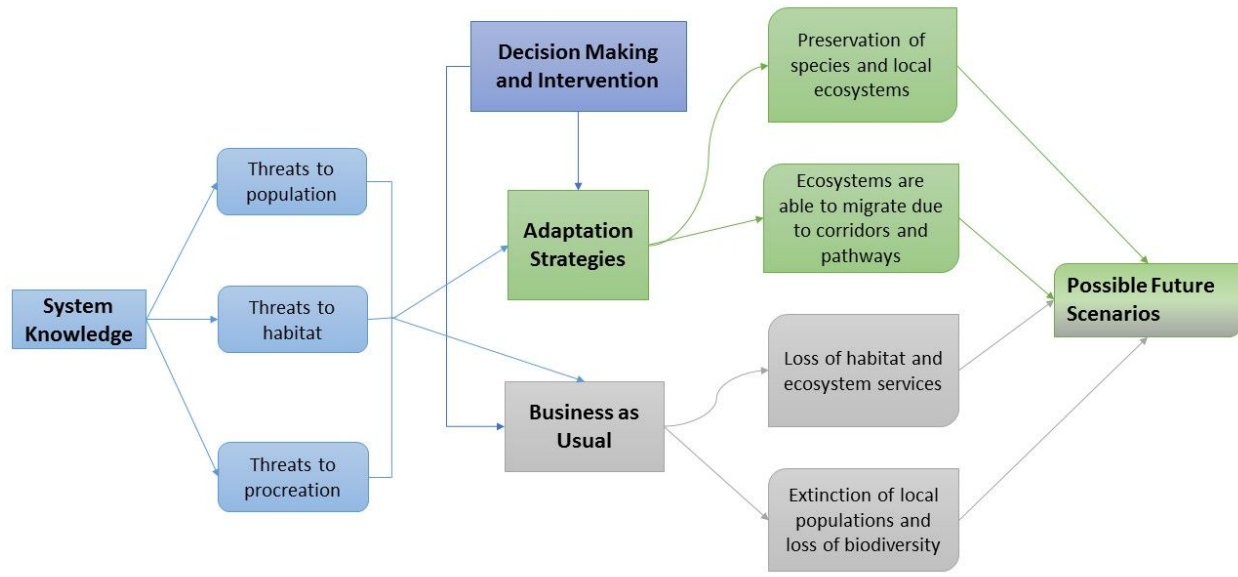 Decision Making
and Intervention
Preservation of
species and local
ecosystems
Threats to
population
Adaptation
Strategies
Ecosystems are
able to migrate due
to corridors and
pathways
System
Knowledge
Threats to
habitat
Possible Future
Scenarios
Business as
Usual
Loss of habitat and
ecosystem services
Threats to
procreation
Extinction of local
populations and
loss of biodiversity